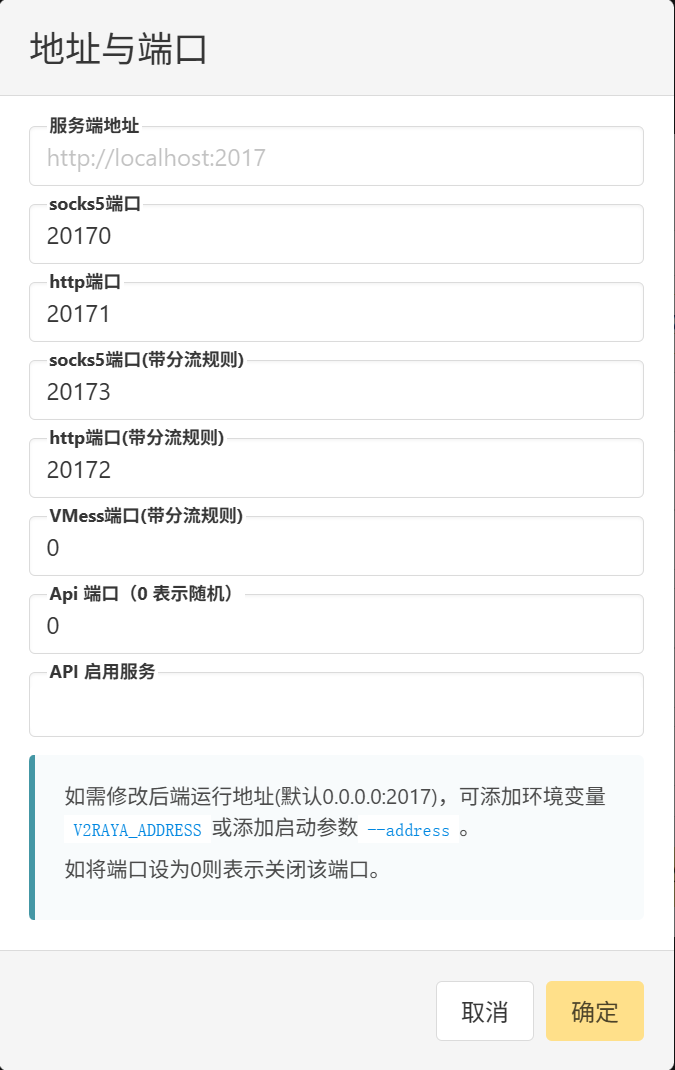 地址与端口
服务端地址
http://localhost:2017
socks5端口
20170
http端口
20171
socks5端口(带分流规则)
20173
http端口(带分流规则)
20172
VMess端口(带分流规则)
0
Api 端口（0 表示随机）
0
API 启用服务
如需修改后端运行地址(默认0.0.0.0:2017)，可添加环境变量
V2RAYA_ADDRESS 或添加启动参数 --address 。
如将端口设为0则表示关闭该端口。
取消 确定